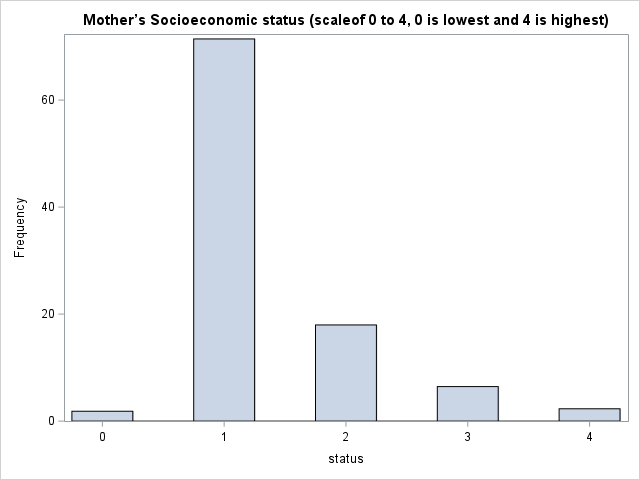 Mother's Socioeconomic status (scaleof 0 to 4, 0 is lowest and 4 is highest)
60
40
20
0
Frequency
0 1 2 3 4
status